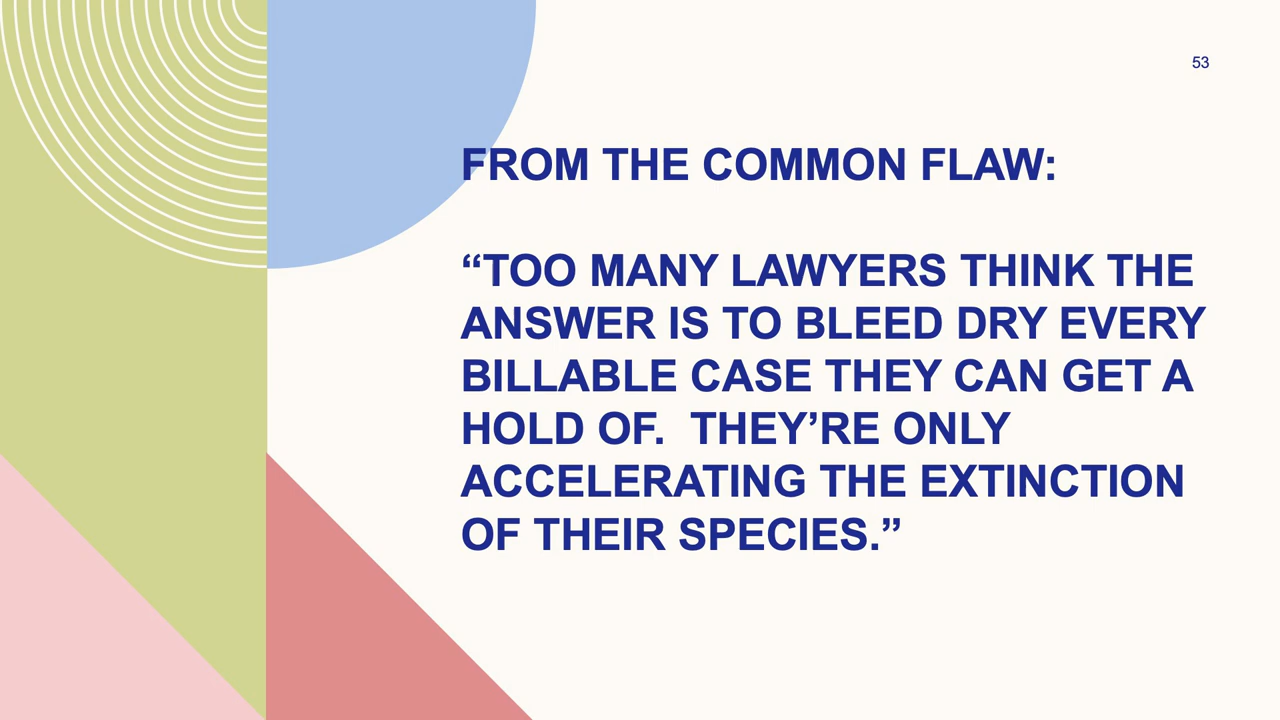 53
FROM THE COMMON FLAW:
“TOO MANY LAWYERS THINK THE
ANSWER IS TO BLEED DRY EVERY
BILLABLE CASE THEY CAN GET A
HOLD OF.  THEY’RE ONLY
ACCELERATING THE EXTINCTION
OF THEIR SPECIES.”